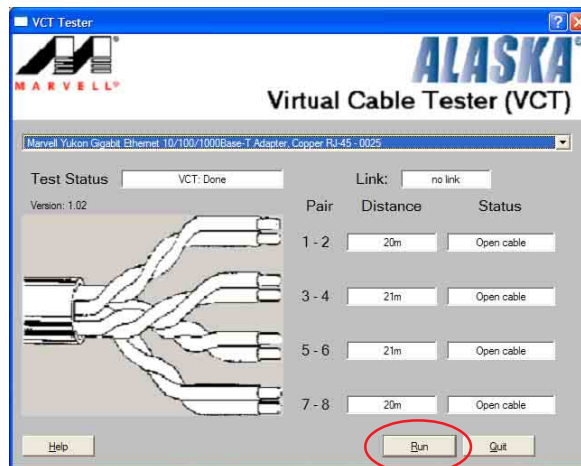 VCT Tester
MARVELL®
ALASKA®
Virtual Cable Tester (VCT)
Marvell Yukon Gigabit Ethernet 10/100/1000Base-T Adapter, Copper RJ-45 - 0025
Test Status VCT: Done Link: no link
Version: 1.02
Pair Distance Status
1 - 2 20m Open cable
3 - 4 21m Open cable
5 - 6 21m Open cable
7 - 8 20m Open cable
Help Run Quit